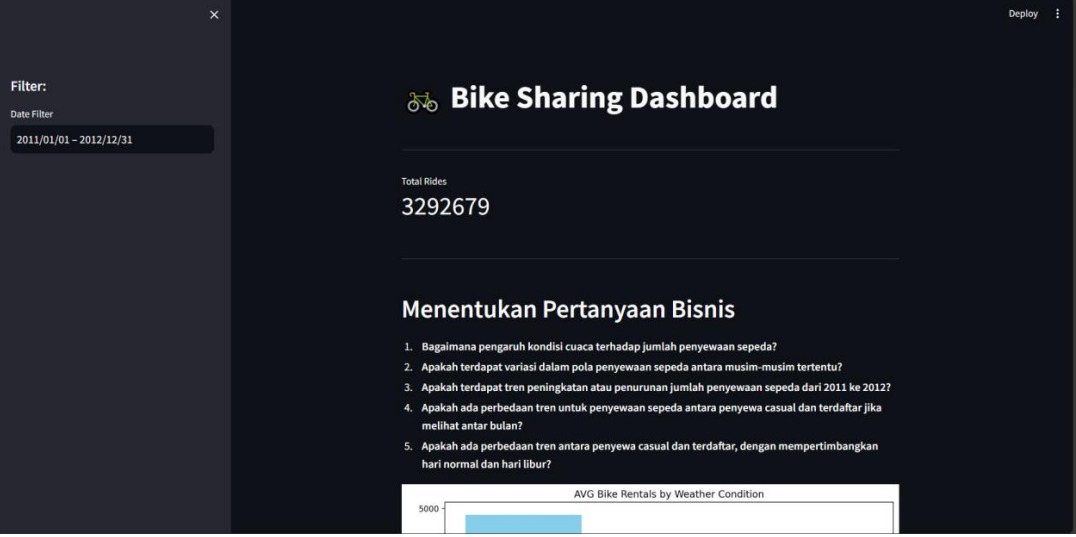 Deploy
Filter:
Date Filter
2011/01/01 – 2012/12/31
Bike Sharing Dashboard
Total Rides
3292679
Menentukan Pertanyaan Bisnis
1. Bagaimana pengaruh kondisi cuaca terhadap jumlah penyewaan sepeda?
2. Apakah terdapat variasi dalam pola penyewaan sepeda antara musim-musim tertentu?
3. Apakah terdapat tren peningkatan atau penurunan jumlah penyewaan sepeda dari 2011 ke 2012?
4. Apakah ada perbedaan tren untuk penyewaan sepeda antara penyewa casual dan terdaftar jika
melihat antar bulan?
5. Apakah ada perbedaan tren antara penyewa casual dan terdaftar, dengan mempertimbangkan
hari normal dan hari libur?
AVG Bike Rentals by Weather Condition
5000